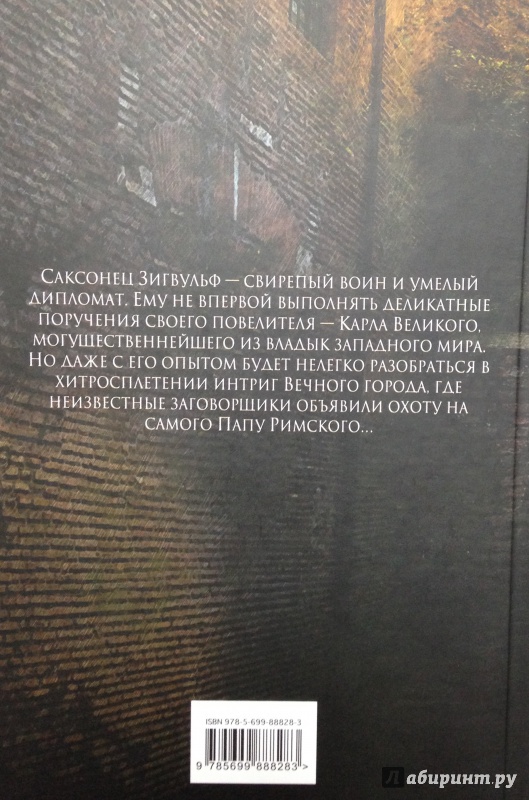 Саксонец Зигвульф — свирепый воин и умелый
дипломат. Ему не впервой выполнять деликатные
поручения своего повелителя — Карла Великого,
могущественнейшего из владык западного мира.
Но даже с его опытом будет нелегко разобраться в
хитросплетении интриг Вечного города, где
неизвестные заговорщики объявили охоту на
самого Папу Римского...
ISBN 978-5-699-88828-3
9 785699 888283 >
Лабиринт.ру